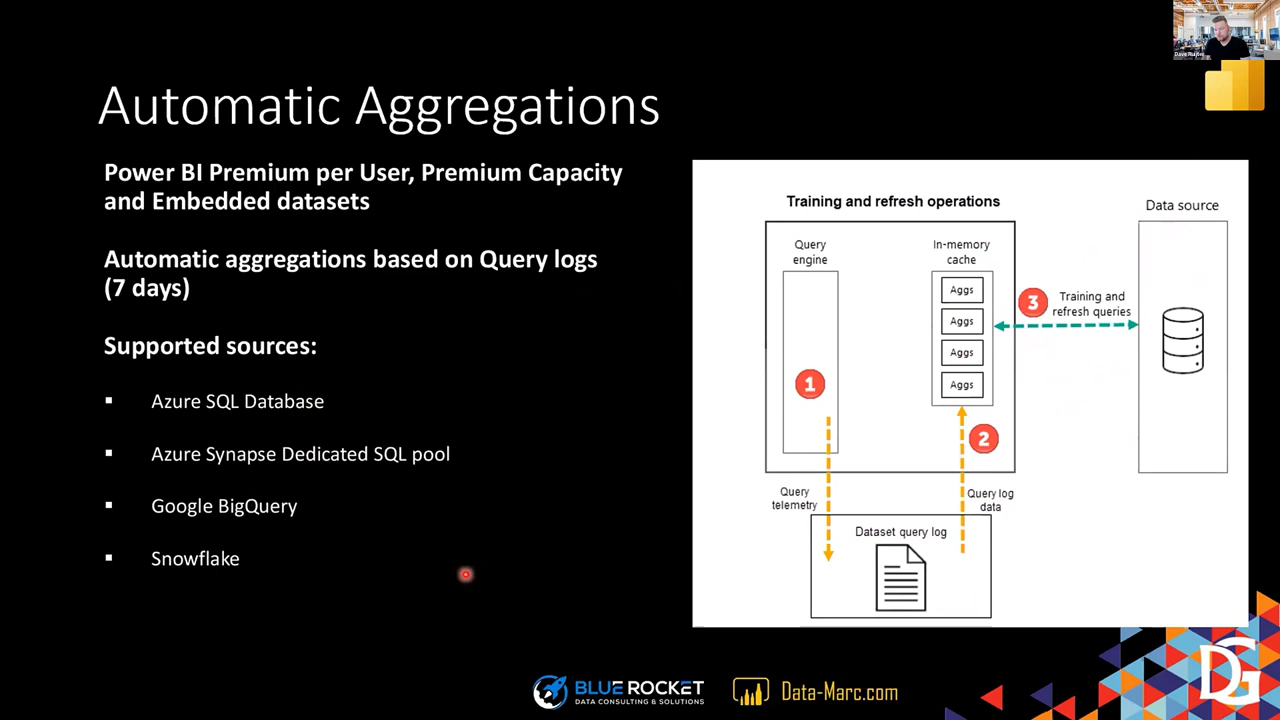 Dave Ruijter
Automatic Aggregations
Power BI Premium per User, Premium Capacity
and Embedded datasets
Automatic aggregations based on Query logs
(7 days)
Supported sources:
▪ Azure SQL Database
▪ Azure Synapse Dedicated SQL pool
▪ Google BigQuery
▪ Snowflake
Training and refresh operations
Data source
Query
engine
In-memory
cache
Aggs
Aggs
Aggs
Aggs
1
2
3
Training and
refresh queries
Query
telemetry
Query log
data
Dataset query log
BLUE ROCKET
DATA CONSULTING & SOLUTIONS
Data-Marc.com
DG